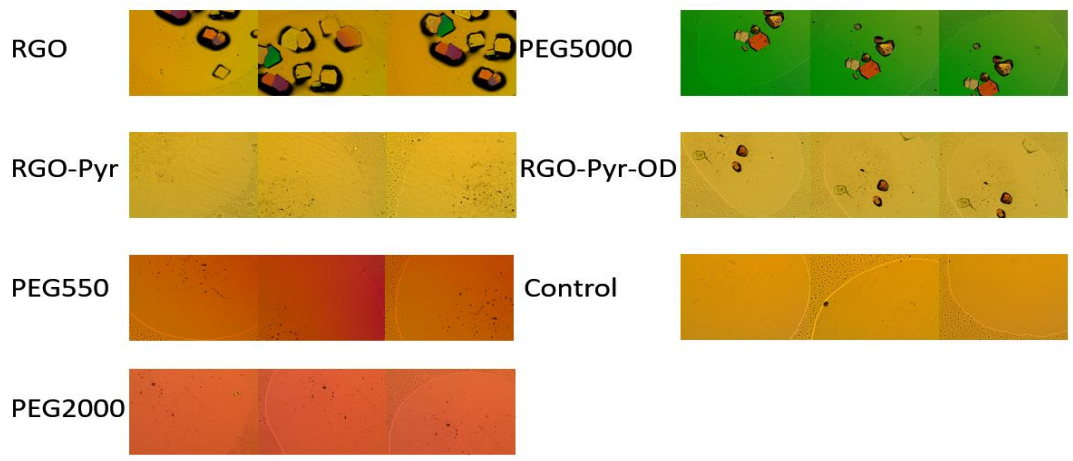 RGO
PEG5000
RGO-Pyr
RGO-Pyr-OD
PEG550
Control
PEG2000